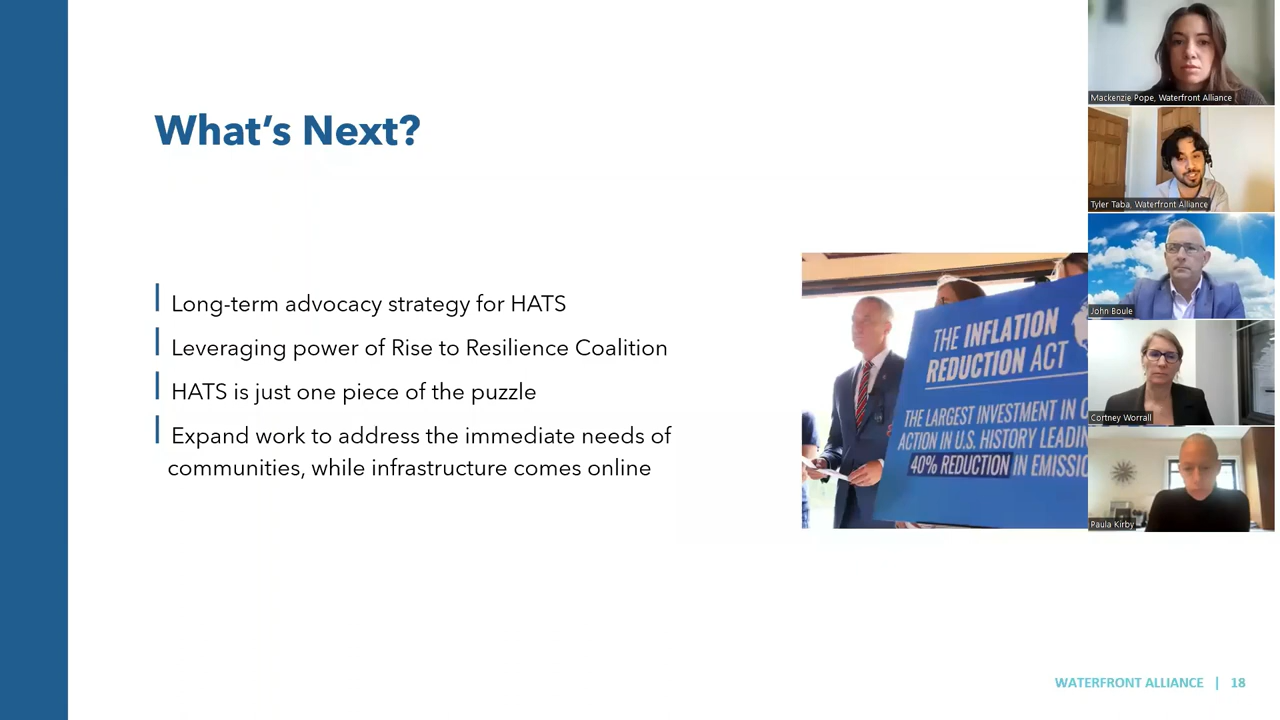 What's Next?
Long-term advocacy strategy for HATS
Leveraging power of Rise to Resilience Coalition
HATS is just one piece of the puzzle
Expand work to address the immediate needs of
communities, while infrastructure comes online
THE INFLATION
REDUCTION ACT
THE LARGEST INVESTMENT IN
ACTION IN U.S. HISTORY
40% REDUCTION IN
Mackenzie Pope, Waterfront Alliance
Tyler Taba, Waterfront Alliance
John Boule
Cortney Worrall
Paula Kirby
WATERFRONT ALLIANCE | 18